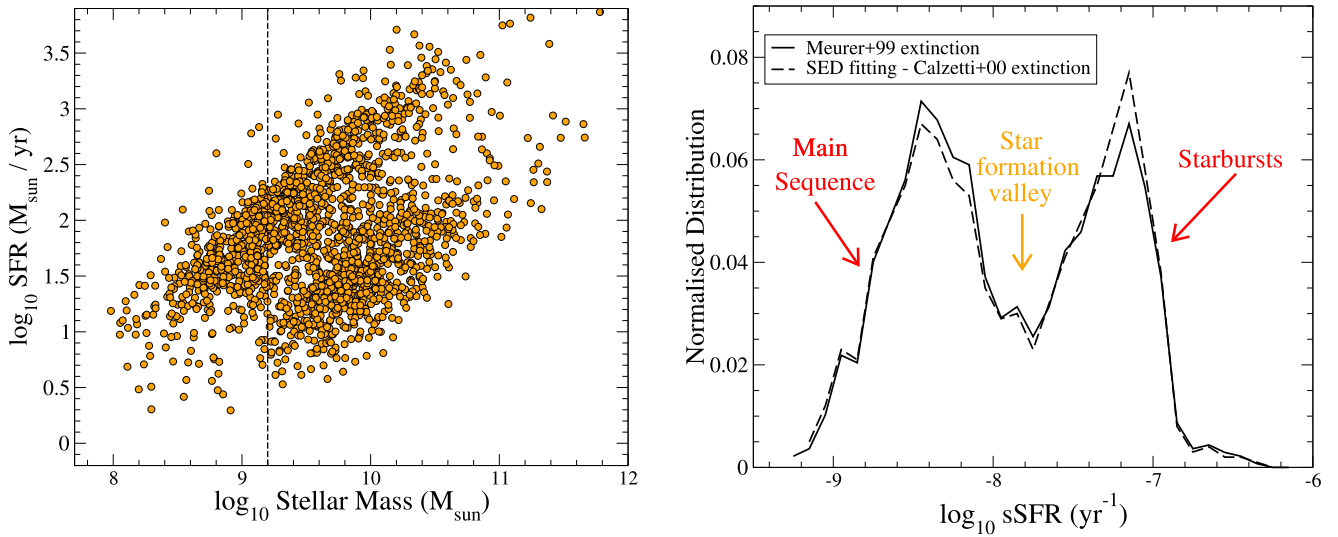 3.5
3
2.5
2
1.5
1
0.5
0
log10 SFR (Msun / yr)
8
9
10
11
12
log10 Stellar Mass (Msun)
0.08
0.06
0.04
0.02
0
Normalised Distribution
Meurer+99 extinction
SED fitting - Calzetti+00 extinction
Main
Sequence
Star
formation
valley
Starbursts
-9
-8
-7
-6
log10 sSFR (yr-1)